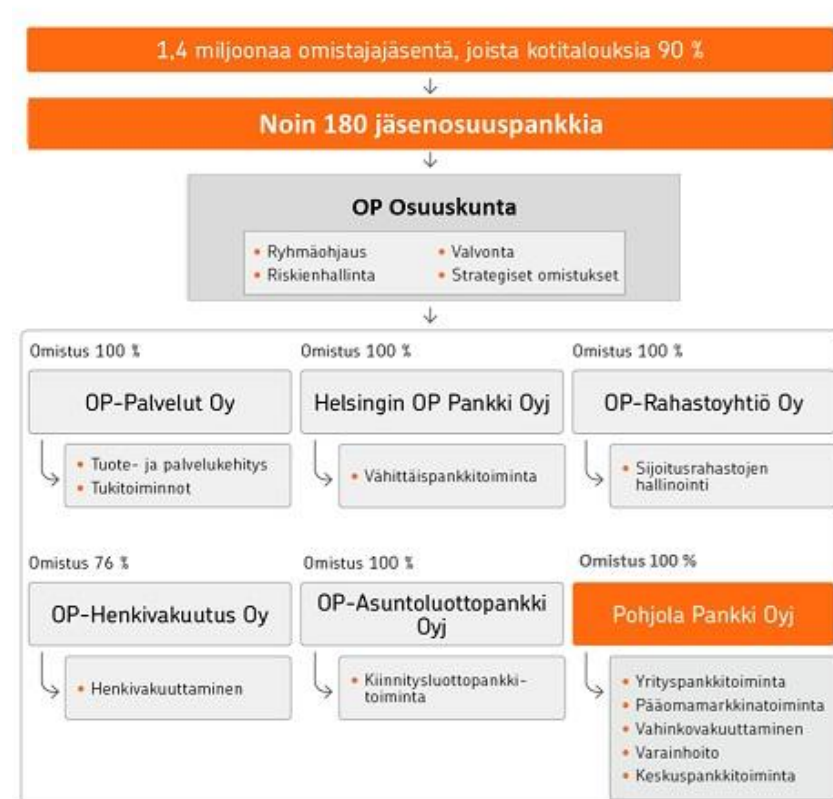 1,4 miljoonaa omistajajäsentä, joista kotitalouksia 90 %
Noin 180 jäsenosuuspankkia
OP Osuuskunta
• Ryhmäohjaus
• Riskienhallinta
• Valvonta
• Strategiset omistukset
Omistus 100 %
OP-Palvelut Oy
• Tuote- ja palvelukehitys
• Tukitoiminnot
Omistus 100 %
Helsingin OP Pankki Oyj
• Vähittäispankkitoiminta
Omistus 100 %
OP-Rahastoyhtiö Oy
• Sijoitusrahastojen
hallinointi
Omistus 76 %
OP-Henkivakuutus Oy
• Henkivakuuttaminen
Omistus 100 %
OP-Asuntoluottopankki
Oyj
• Kiinnitysluottopankki-
toiminta
Omistus 100 %
Pohjola Pankki Oyj
• Yrityspankkitoiminta
• Pääomamarkkinatoiminta
• Vahinkovakuuttaminen
• Varainhoito
• Keskuspankkitoiminta